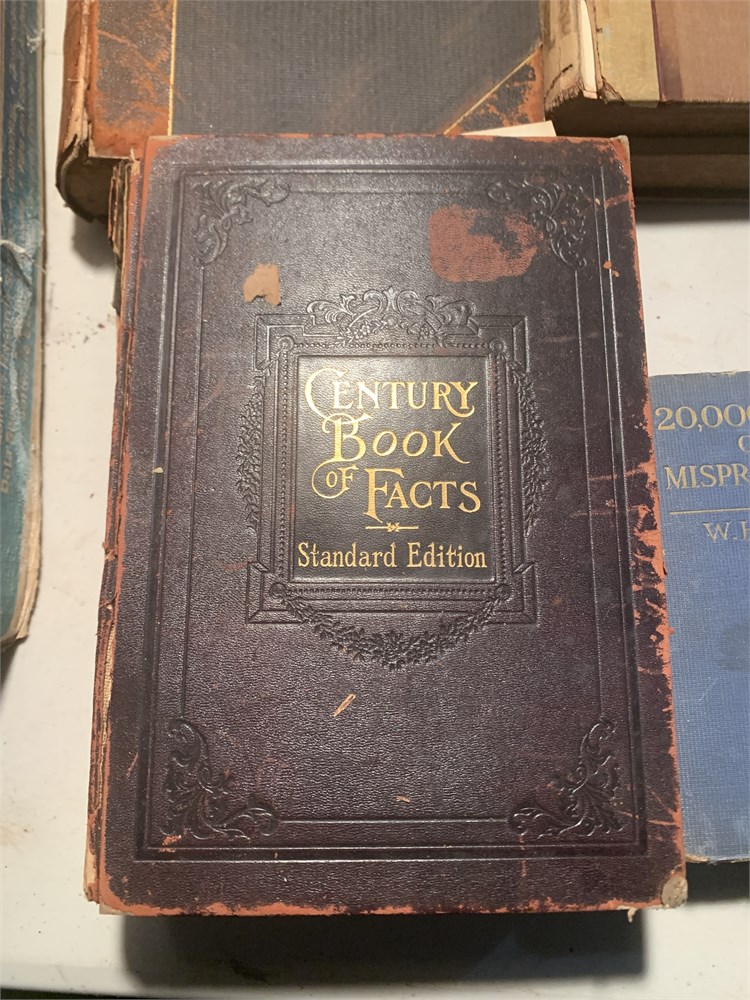 CENTURY
BOOK
OF FACTS
Standard Edition
20,00
MISPR
W.